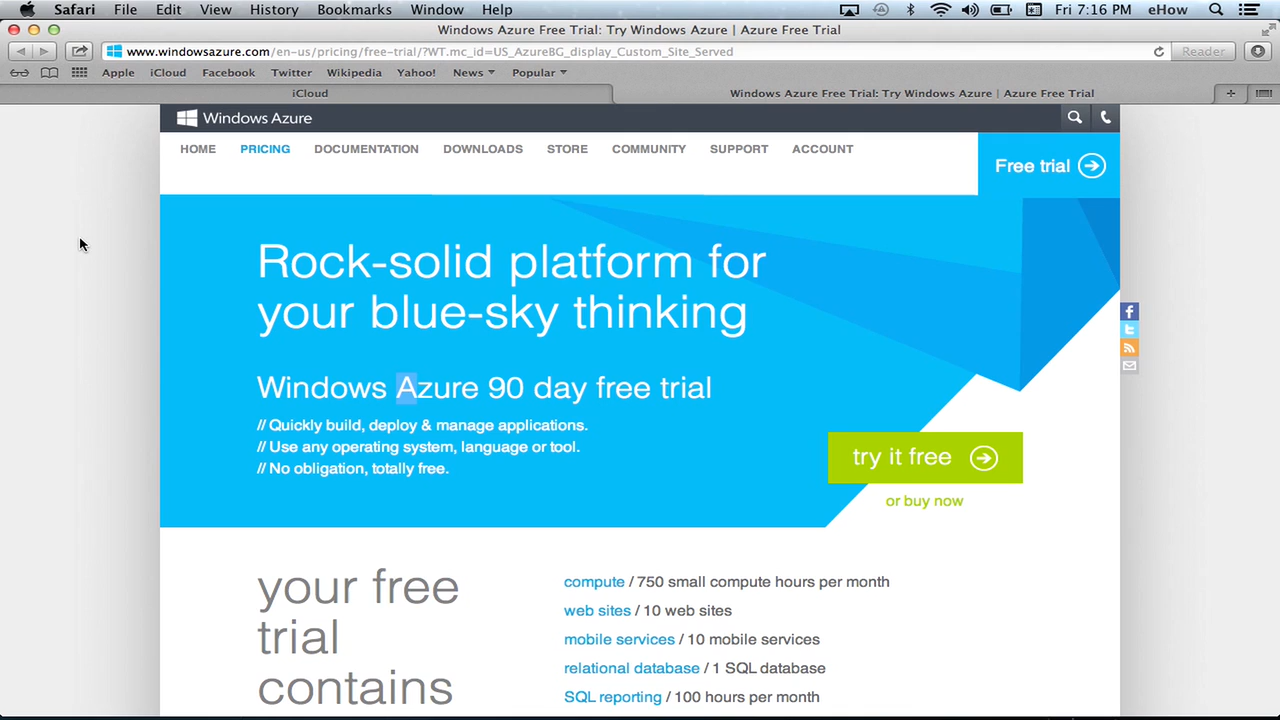 Safari File Edit View History Bookmarks Window Help Fri 7:16 PM eHow
Windows Azure Free Trial: Try Windows Azure | Azure Free Trial
www.windowsazure.com/en-us/pricing/free-trial/?WT.mc_id=US_AzureBG_display_Custom_Site_Served Reader
Apple iCloud Facebook Twitter Wikipedia Yahoo! News Popular
iCloud Windows Azure Free Trial: Try Windows Azure | Azure Free Trial
Windows Azure
HOME PRICING DOCUMENTATION DOWNLOADS STORE COMMUNITY SUPPORT ACCOUNT
Free trial
Rock-solid platform for
your blue-sky thinking
Windows Azure 90 day free trial
// Quickly build, deploy & manage applications.
// Use any operating system, language or tool.
// No obligation, totally free.
try it free
or buy now
your free
trial
contains
compute / 750 small compute hours per month
web sites / 10 web sites
mobile services / 10 mobile services
relational database / 1 SQL database
SQL reporting / 100 hours per month